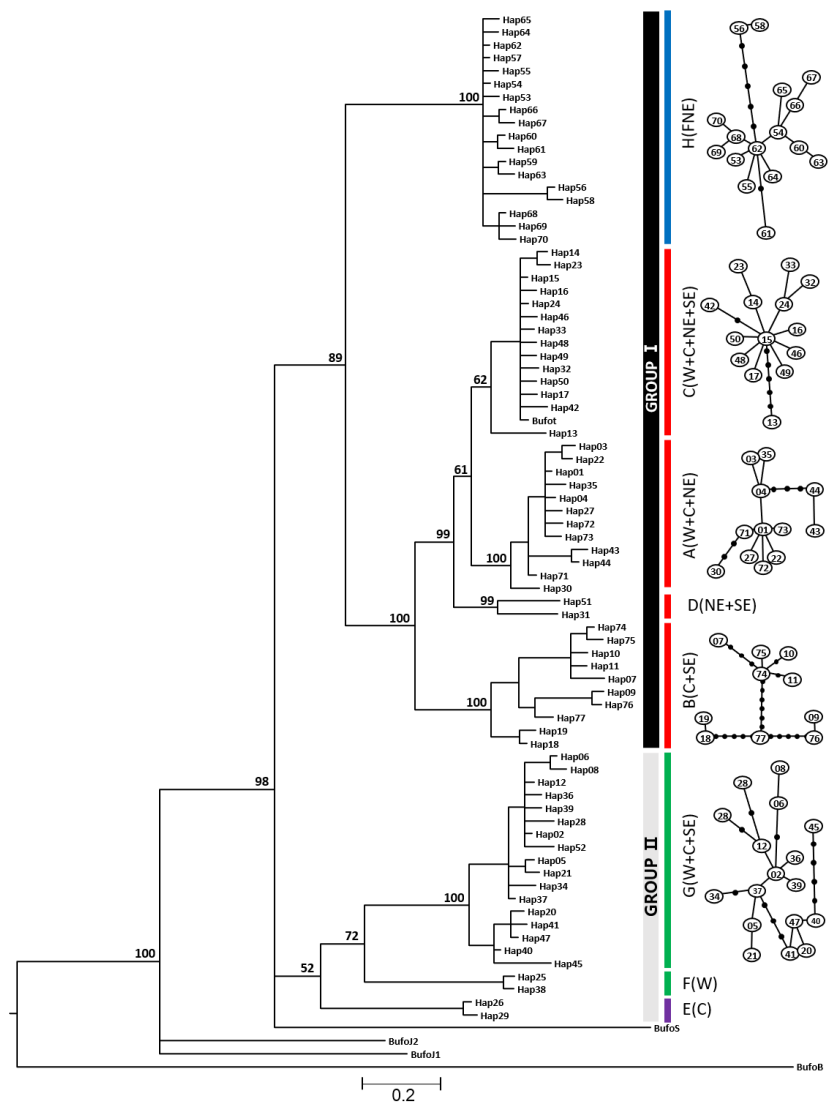 Hap65
Hap64
Hap62
Hap57
Hap55
Hap54
Hap53
Hap66
Hap67
Hap60
Hap61
Hap59
Hap63
Hap56
Hap58
Hap68
Hap69
Hap70
Hap14
Hap23
Hap15
Hap16
Hap24
Hap46
Hap33
Hap48
Hap49
Hap32
Hap50
Hap17
Hap42
Bufot
Hap13
Hap03
Hap22
Hap01
Hap35
Hap04
Hap27
Hap72
Hap73
Hap43
Hap44
Hap71
Hap30
Hap51
Hap31
Hap74
Hap75
Hap10
Hap11
Hap07
Hap09
Hap76
Hap77
Hap19
Hap18
Hap06
Hap08
Hap12
Hap36
Hap39
Hap28
Hap02
Hap52
Hap05
Hap21
Hap34
Hap37
Hap20
Hap41
Hap47
Hap40
Hap45
Hap25
Hap38
Hap26
Hap29
BufoS
BufoJ2
BufoJ1
BufoB
100
89
62
61
99
100
99
100
100
98
100
72
52
100
0.2
GROUP I
GROUP II
H(FNE)
56 58
67
65
66
70
68
54
69
62
60
53
63
64
55
61
C(W+C+NE+SE)
23
33
32
14
24
42
16
50
15
46
48
49
17
13
A(W+C+NE)
03 35
04
44
71 01 73
43
27 22
72
30
D(NE+SE)
B(C+SE)
07
75 10
74
11
19
09
18 77 76
G(W+C+SE)
08
28
06
28
45
12
36
02
39
37
34
05
47 40
21
41 20
F(W)
E(C)